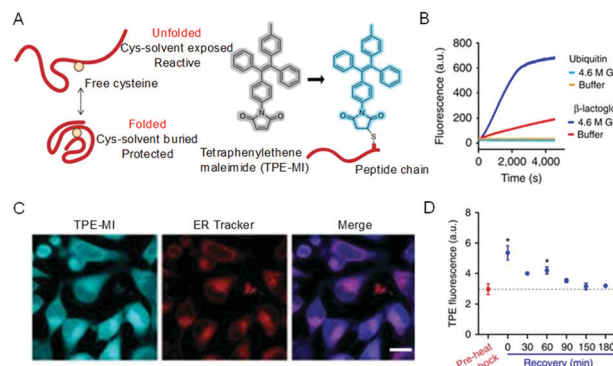 A
Unfolded
Cys-solvent exposed
Reactive
Free cysteine
Folded
Cys-solvent buried
Protected
O
N
O
O
N
O
S
Tetraphenylethene
maleimide (TPE-MI)
Peptide chain
B
Fluorescence (a.u.)
800
600
400
200
0
0
2,000
4,000
Time (s)
Ubiquitin
4.6 M G
Buffer
β-lactoglo
4.6 M G
Buffer
C
TPE-MI
ER Tracker
Merge
D
TPE fluorescence (a.u.)
8
6
4
2
0
*
*
Pre-heat
hock
0
30
60
90
150
180
Recovery (min)